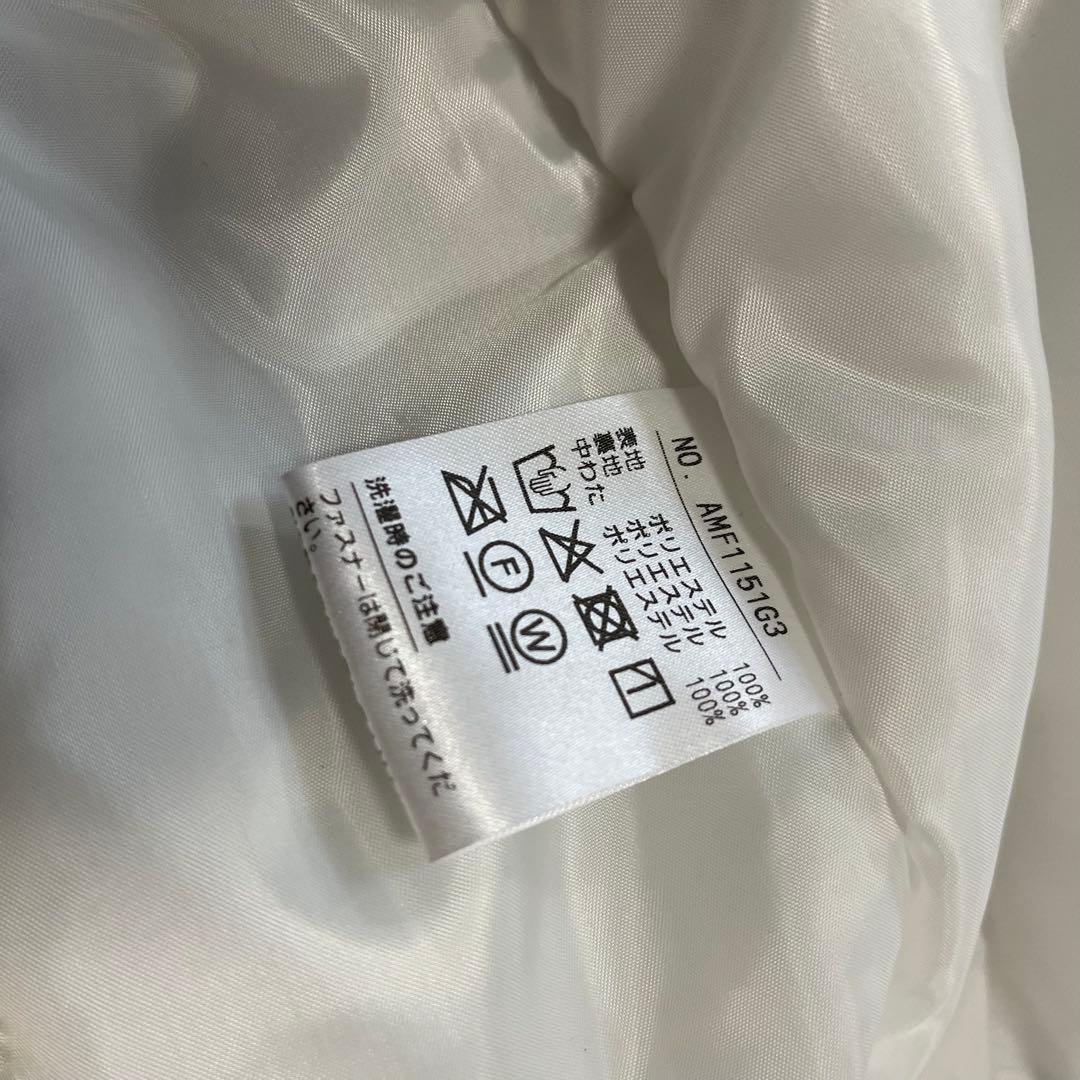 NO. AMF1151G3
表地 ポリエステル 100%
裏地 ポリエステル 100%
中わた ポリエステル 100%
F
W
洗濯時のご注意
ファスナーは閉じて洗ってくだ
さい。